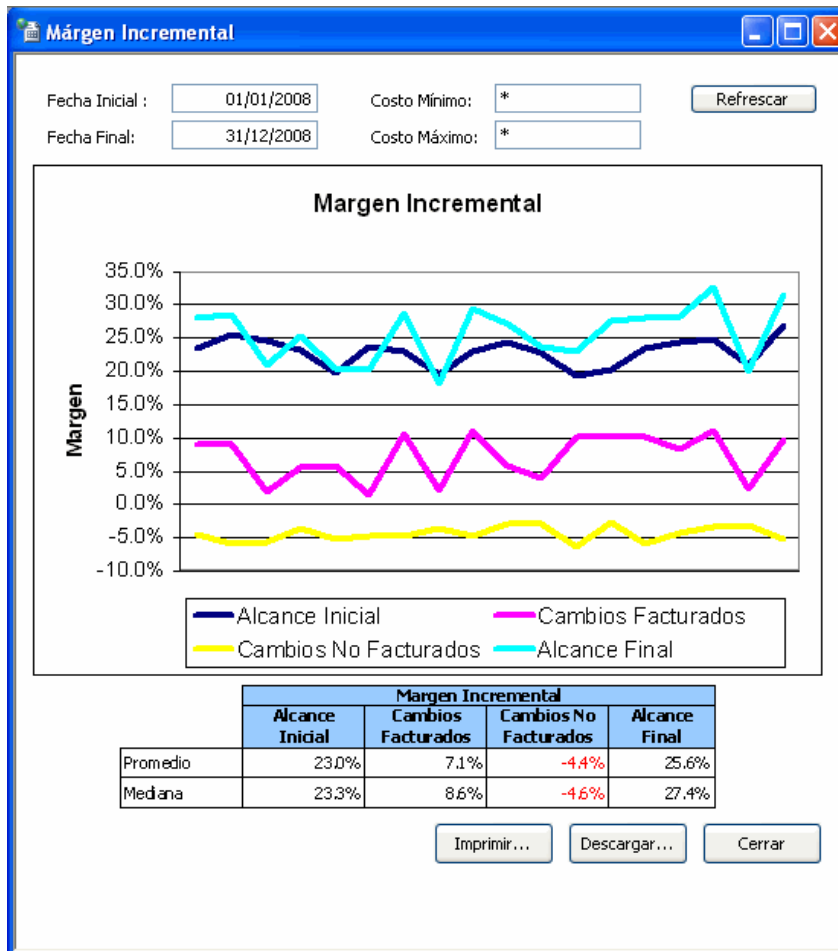 Márgen Incremental
Fecha Inicial : 01/01/2008 Costo Mínimo: * Refrescar
Fecha Final: 31/12/2008 Costo Máximo: *
Margen Incremental
35.0%
30.0%
25.0%
20.0%
15.0%
10.0%
5.0%
0.0%
-5.0%
-10.0%
Margen
Alcance Inicial Cambios Facturados
Cambios No Facturados Alcance Final
Margen Incremental
Alcance Cambios Cambios No Alcance
Inicial Facturados Facturados Final
Promedio 23.0% 7.1% -4.4% 25.6%
Mediana 23.3% 8.6% -4.6% 27.4%
Imprimir... Descargar... Cerrar